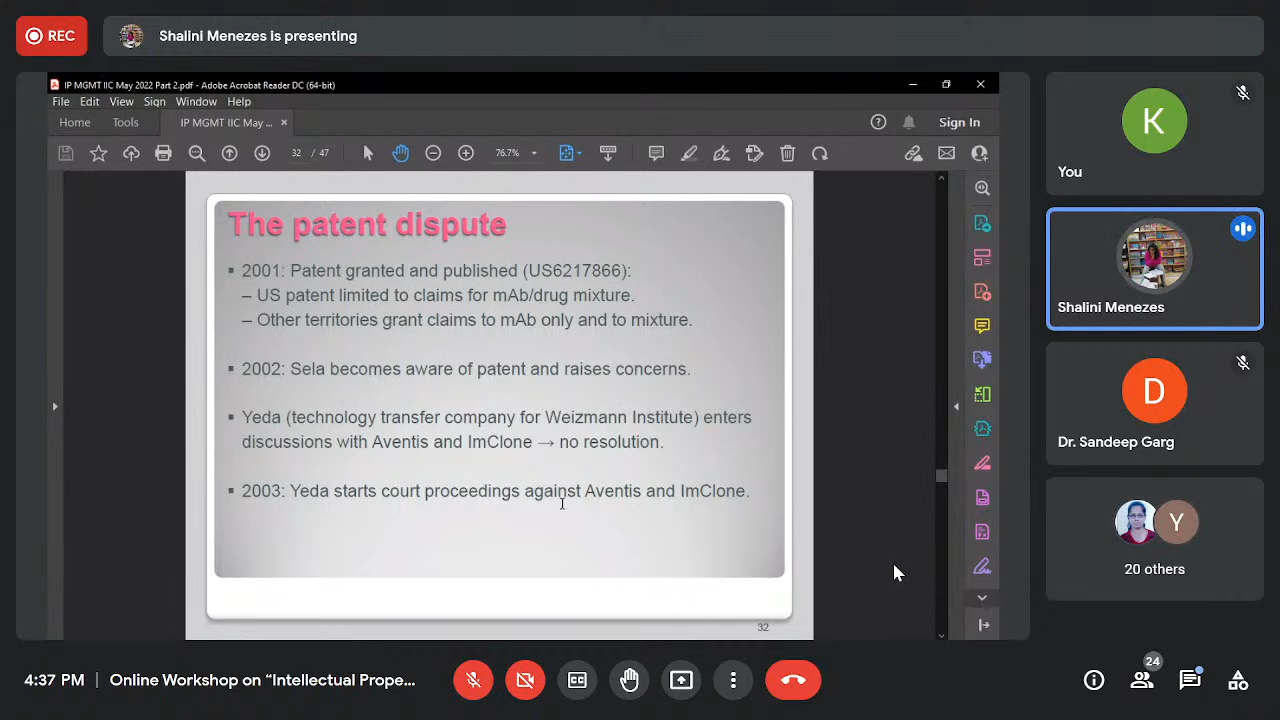 REC
Shalini Menezes is presenting
IP MGMT IIC May 2022 Part 2.pdf - Adobe Acrobat Reader DC (64-bit)
File Edit View Sign Window Help
Home Tools IP MGMT IIC May ... × Sign In
32 / 47 76.7%
The patent dispute
▪ 2001: Patent granted and published (US6217866):
– US patent limited to claims for mAb/drug mixture.
– Other territories grant claims to mAb only and to mixture.
▪ 2002: Sela becomes aware of patent and raises concerns.
▪ Yeda (technology transfer company for Weizmann Institute) enters
discussions with Aventis and ImClone → no resolution.
▪ 2003: Yeda starts court proceedings against Aventis and ImClone.
32
K
You
Shalini Menezes
D
Dr. Sandeep Garg
Y
20 others
4:37 PM | Online Workshop on “Intellectual Prope...
24